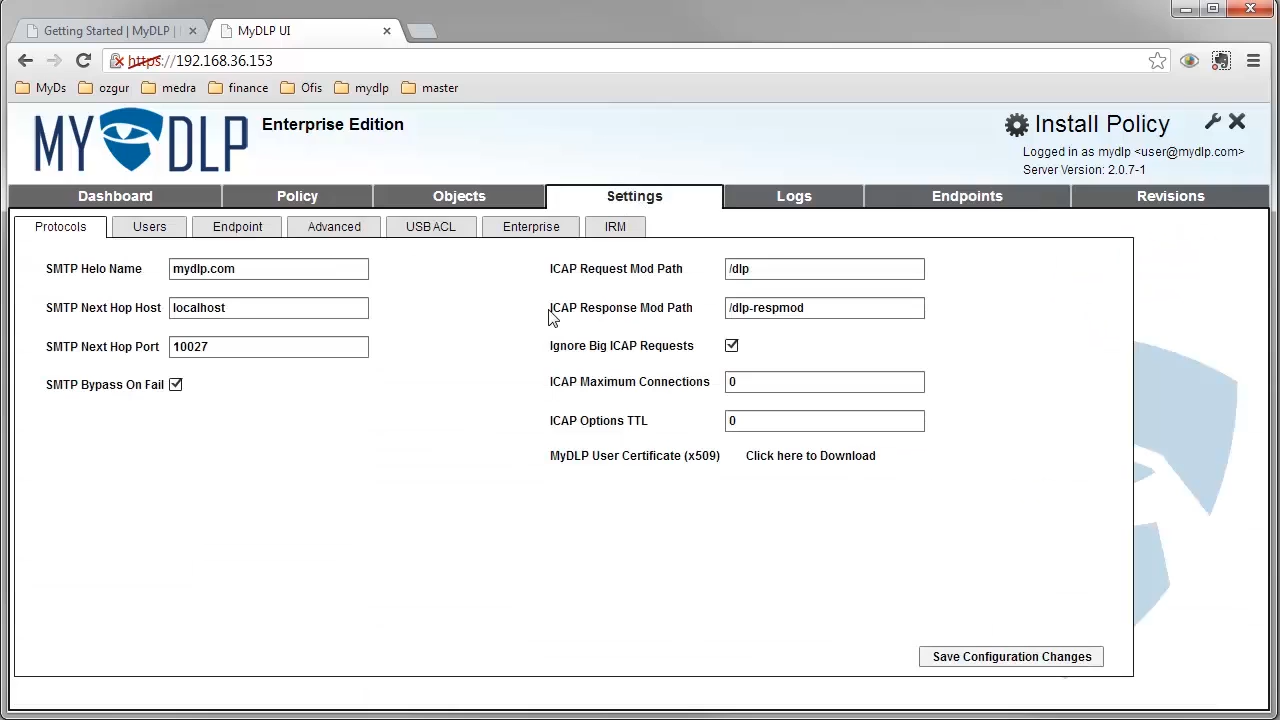 Getting Started | MyDLP |
MyDLP UI
https://192.168.36.153
MyDs
ozgur
medra
finance
Ofis
mydlp
master
MY DLP
Enterprise Edition
Install Policy
Logged in as mydlp <user@mydlp.com>
Server Version: 2.0.7-1
Dashboard
Policy
Objects
Settings
Logs
Endpoints
Revisions
Protocols
Users
Endpoint
Advanced
USB ACL
Enterprise
IRM
SMTP Helo Name
mydlp.com
SMTP Next Hop Host
localhost
SMTP Next Hop Port
10027
SMTP Bypass On Fail
ICAP Request Mod Path
/dlp
ICAP Response Mod Path
/dlp-respmod
Ignore Big ICAP Requests
ICAP Maximum Connections
0
ICAP Options TTL
0
MyDLP User Certificate (x509)
Click here to Download
Save Configuration Changes